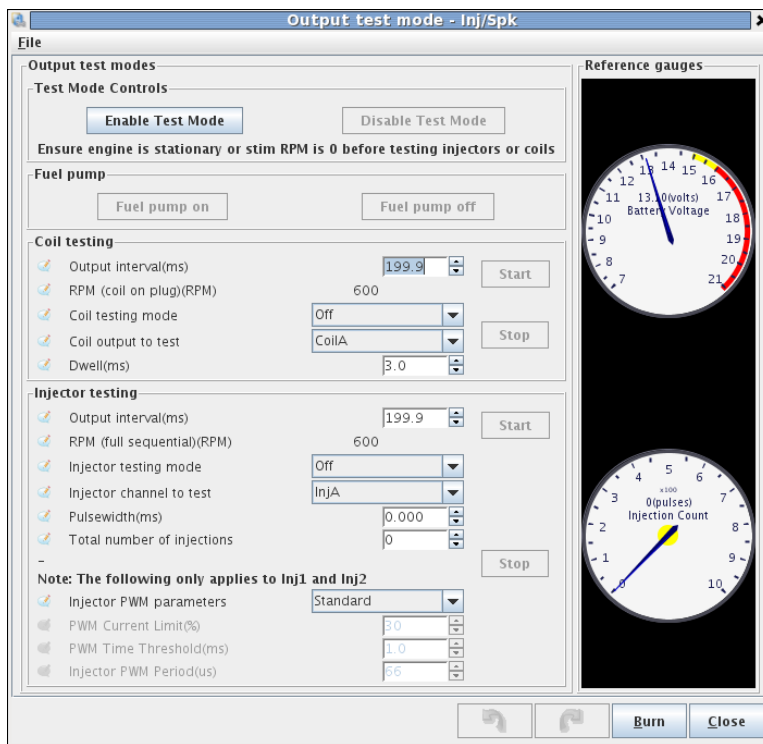 Output test mode - Inj/Spk
File
Output test modes
Test Mode Controls
Enable Test Mode
Disable Test Mode
Ensure engine is stationary or stim RPM is 0 before testing injectors or coils
Fuel pump
Fuel pump on
Fuel pump off
Coil testing
Output interval(ms) 199.9
Start
RPM (coil on plug)(RPM) 600
Coil testing mode Off
Coil output to test CoilA
Stop
Dwell(ms) 3.0
Injector testing
Output interval(ms) 199.9
Start
RPM (full sequential)(RPM) 600
Injector testing mode Off
Injector channel to test InjA
Pulsewidth(ms) 0.000
Total number of injections 0
–
Stop
Note: The following only applies to Inj1 and Inj2
Injector PWM parameters Standard
PWM Current Limit(%) 30
PWM Time Threshold(ms) 1.0
Injector PWM Period(us) 66
Reference gauges
7 8 9 10 11 12 13 14 15 16 17 18 19 20 21
(volts)
Battery Voltage
0 1 2 3 4 5 6 7 8 9 10
x100
0(pulses)
Injection Count
Burn
Close